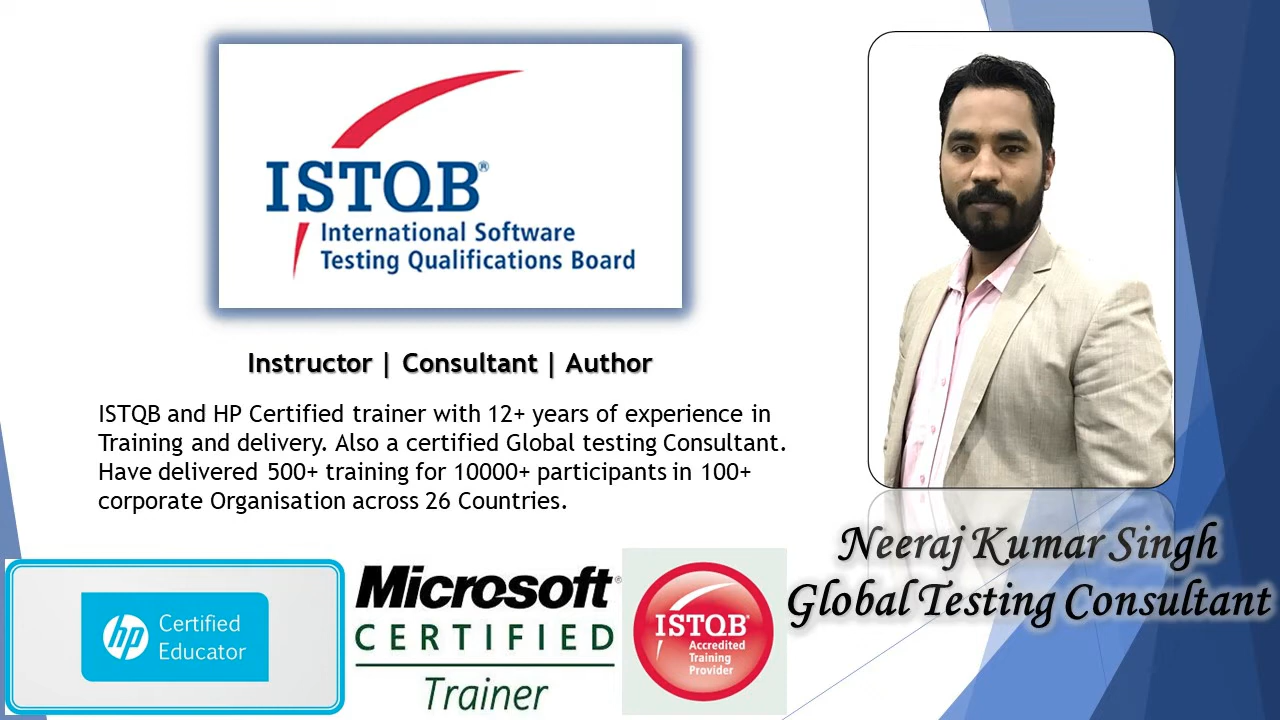 ISTQB®
International Software
Testing Qualifications Board
Instructor | Consultant | Author
ISTQB and HP Certified trainer with 12+ years of experience in
Training and delivery. Also a certified Global testing Consultant.
Have delivered 500+ training for 10000+ participants in 100+
corporate Organisation across 26 Countries.
Neeraj Kumar Singh
Global Testing Consultant
hp
Certified
Educator
Microsoft®
CERTIFIED
Trainer
ISTQB®
Accredited
Training
Provider